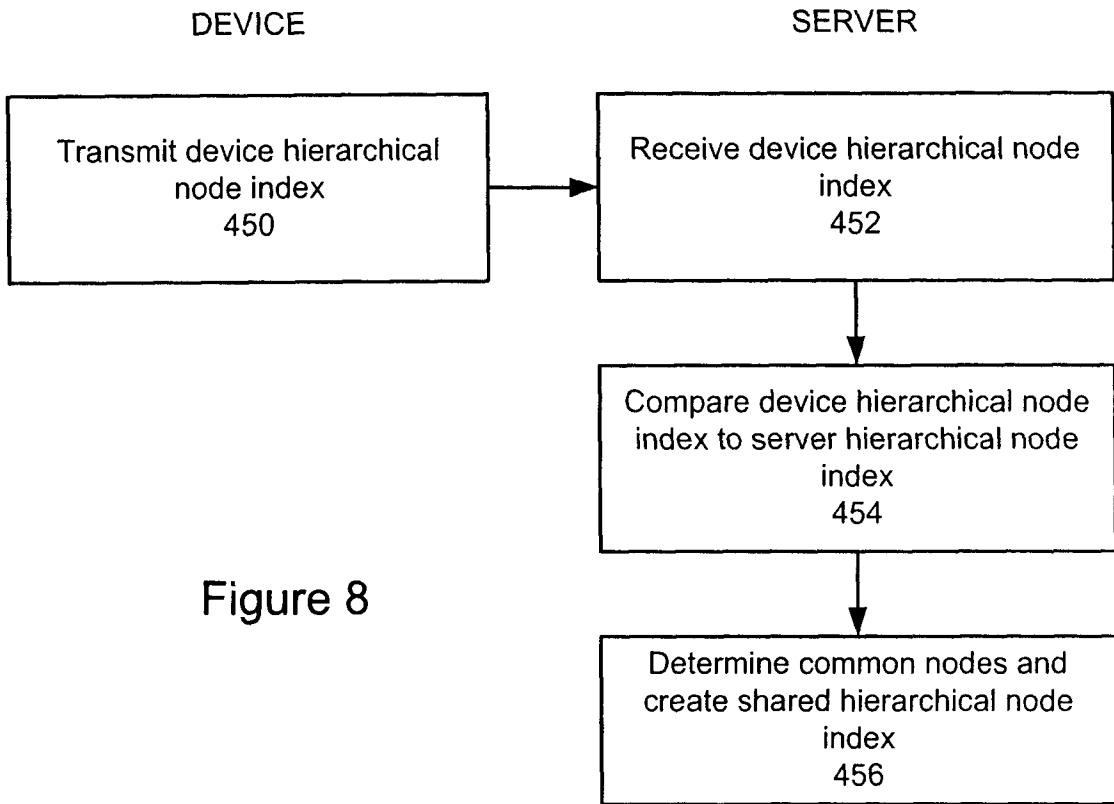 DEVICE
SERVER
Transmit device hierarchical
node index
450
Receive device hierarchical node
index
452
Compare device hierarchical node
index to server hierarchical node
index
454
Figure 8
Determine common nodes and
create shared hierarchical node
index
456